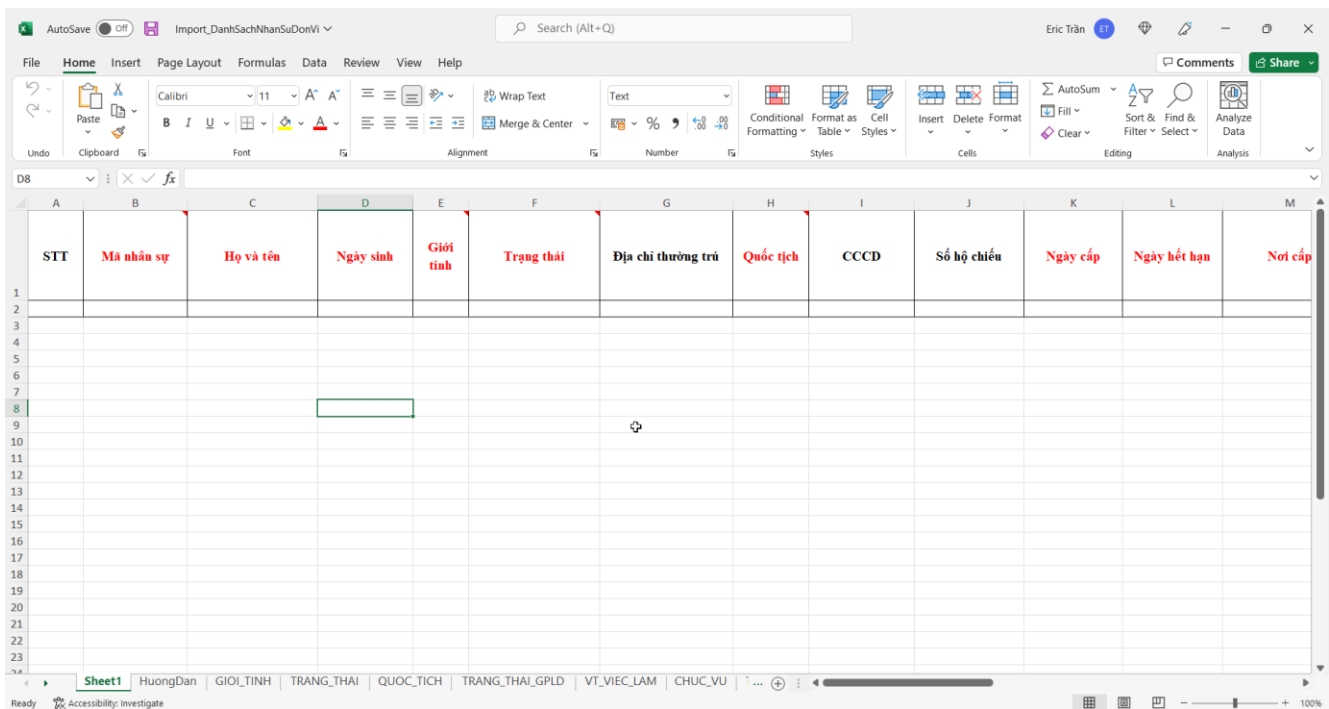 AutoSave Off Import_DanhSachNhanSuDonVi Search (Alt+Q) Eric Trần ET
File Home Insert Page Layout Formulas Data Review View Help Comments Share
Calibri 11 A^ A˅ Wrap Text Text AutoSum
Paste B I U A Merge & Center % 9 Conditional Formatting Format as Table Cell Styles Insert Delete Format Fill Sort & Filter Find & Select Analyze Data
Clear
Undo Clipboard Font Alignment Number Styles Cells Editing Analysis
D8 fx
A B C D E F G H I J K L M
1 STT Mã nhân sự Họ và tên Ngày sinh Giới tính Trạng thái Địa chỉ thường trú Quốc tịch CCCD Số hộ chiếu Ngày cấp Ngày hết hạn Nơi cấp
2
3
4
5
6
7
8
9
10
11
12
13
14
15
16
17
18
19
20
21
22
23
Sheet1 HuongDan GIOI_TINH TRANG_THAI QUOC_TICH TRANG_THAI_GPLD VT_VIEC_LAM CHUC_VU ...
Ready Accessibility: Investigate 100%